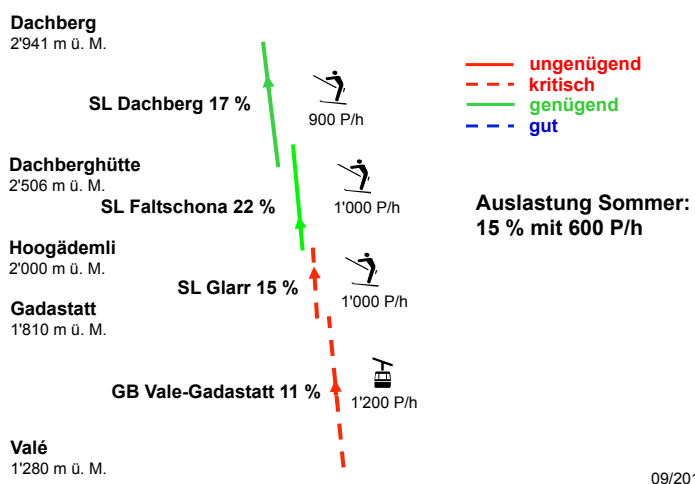 Dachberg
2'941 m ü. M.
SL Dachberg 17 %
900 P/h
ungenügend
kritisch
genügend
gut
Dachberghütte
2'506 m ü. M.
SL Faltschona 22 %
1'000 P/h
Auslastung Sommer:
15 % mit 600 P/h
Hoogädemli
2'000 m ü. M.
SL Glarr 15 %
1'000 P/h
Gadastatt
1'810 m ü. M.
GB Vale-Gadastatt 11 %
1'200 P/h
Valé
1'280 m ü. M.
09/201